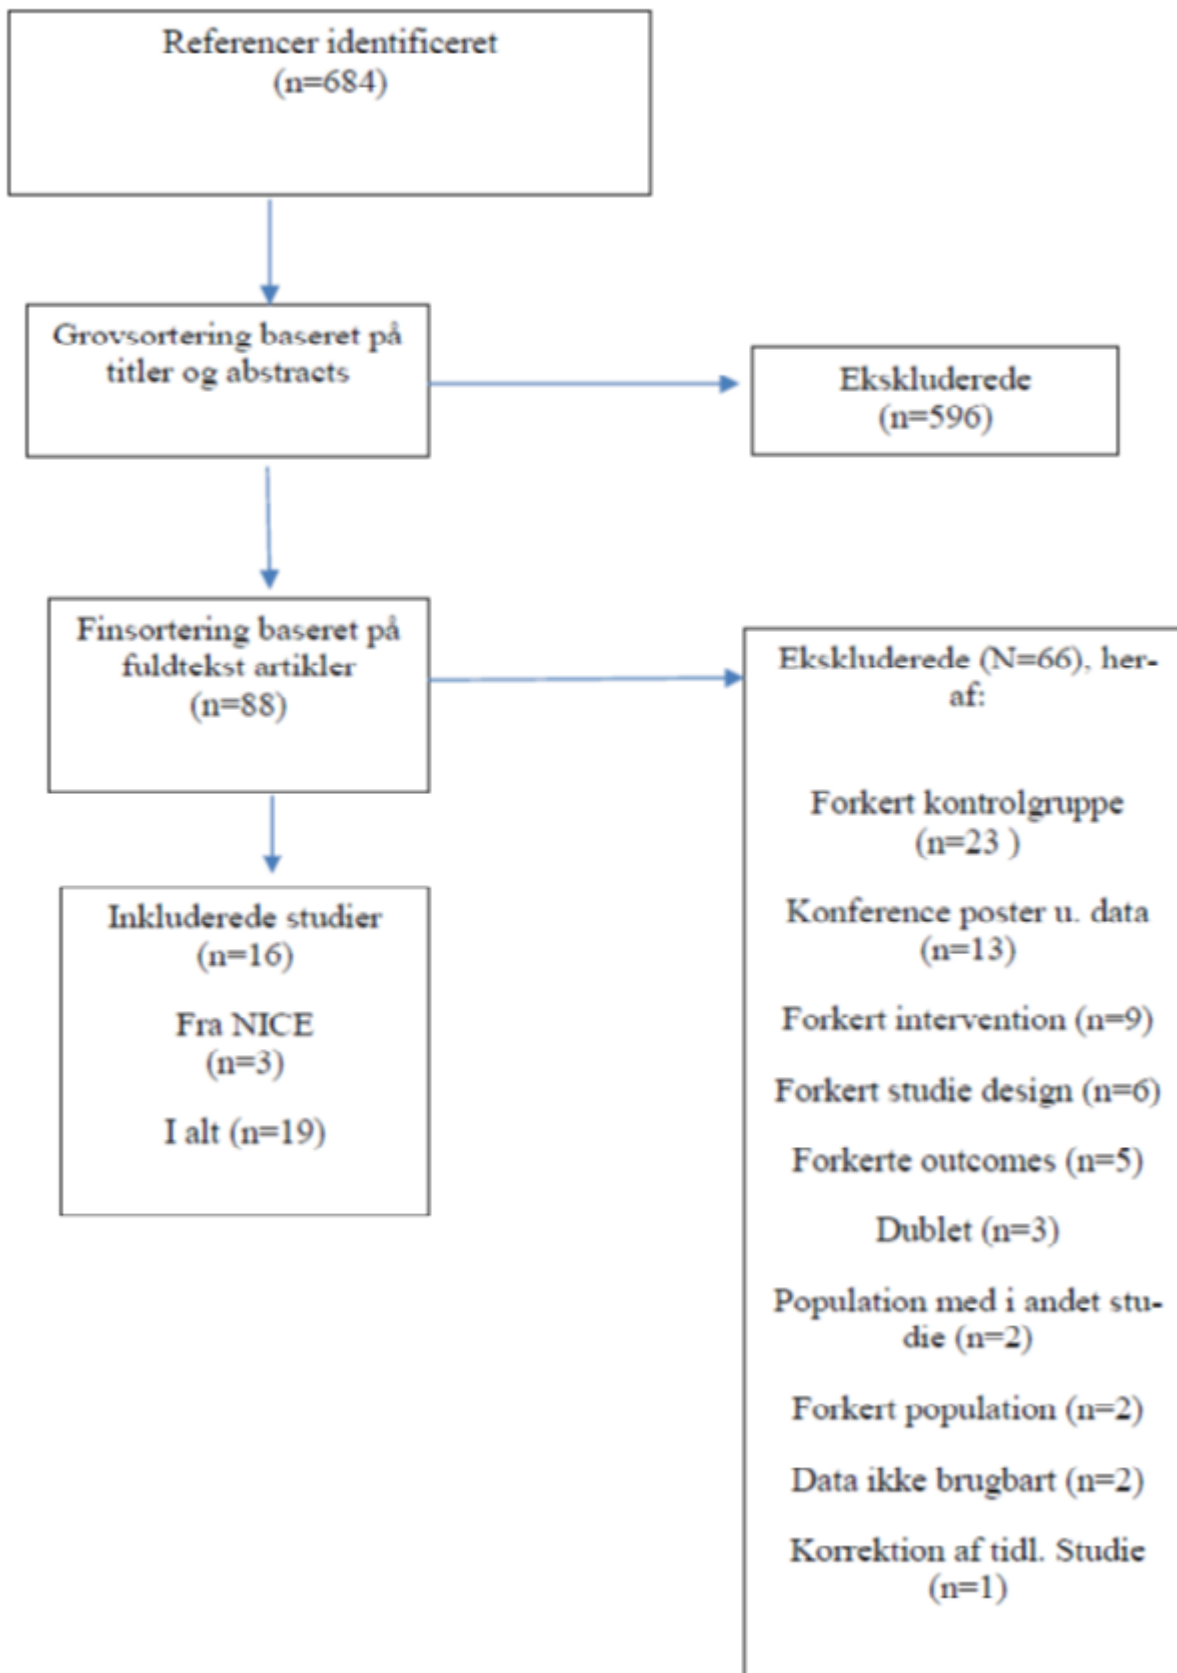 Referencer identificeret
(n=684)
Grovsortering baseret på
titler og abstracts
Ekskluderede
(n=596)
Finsortering baseret på
fuldtekst artikler
(n=88)
Ekskluderede (N=66), her-
af:
Forkert kontrolgruppe
(n=23 )
Konference poster u. data
(n=13)
Forkert intervention (n=9)
Forkert studie design (n=6)
Forkerte outcomes (n=5)
Dublet (n=3)
Population med i andet stu-
die (n=2)
Forkert population (n=2)
Data ikke brugbart (n=2)
Korrektion af tidl. Studie
(n=1)
Inkluderede studier
(n=16)
Fra NICE
(n=3)
I alt (n=19)